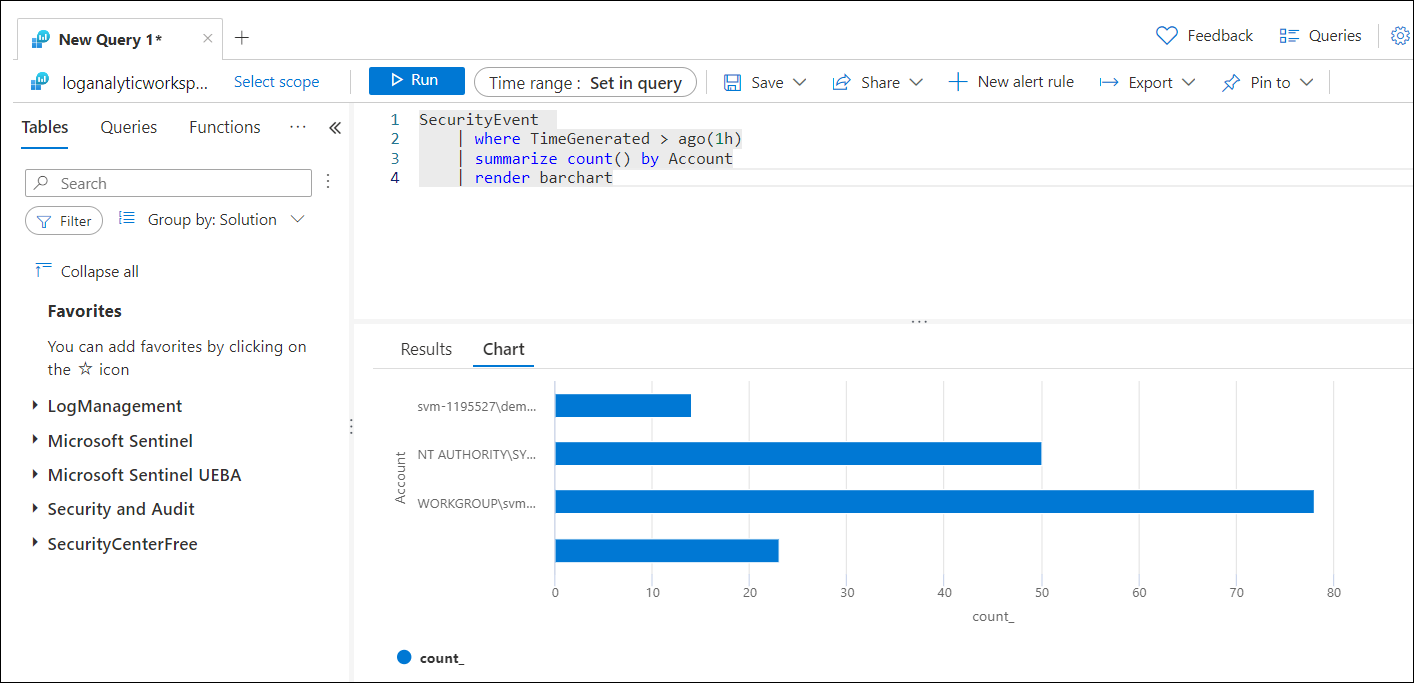 New Query 1*
Feedback
Queries
loganalyticworksp...
Select scope
Run
Time range : Set in query
Save
Share
New alert rule
Export
Pin to
Tables
Queries
Functions
Search
Filter
Group by: Solution
Collapse all
Favorites
You can add favorites by clicking on
the ☆ icon
LogManagement
Microsoft Sentinel
Microsoft Sentinel UEBA
Security and Audit
SecurityCenterFree
1 SecurityEvent
2 | where TimeGenerated > ago(1h)
3 | summarize count() by Account
4 | render barchart
Results
Chart
Account
svm-1195527\dem...
NT AUTHORITY\SY...
WORKGROUP\svm...
0 10 20 30 40 50 60 70 80
count_
count_